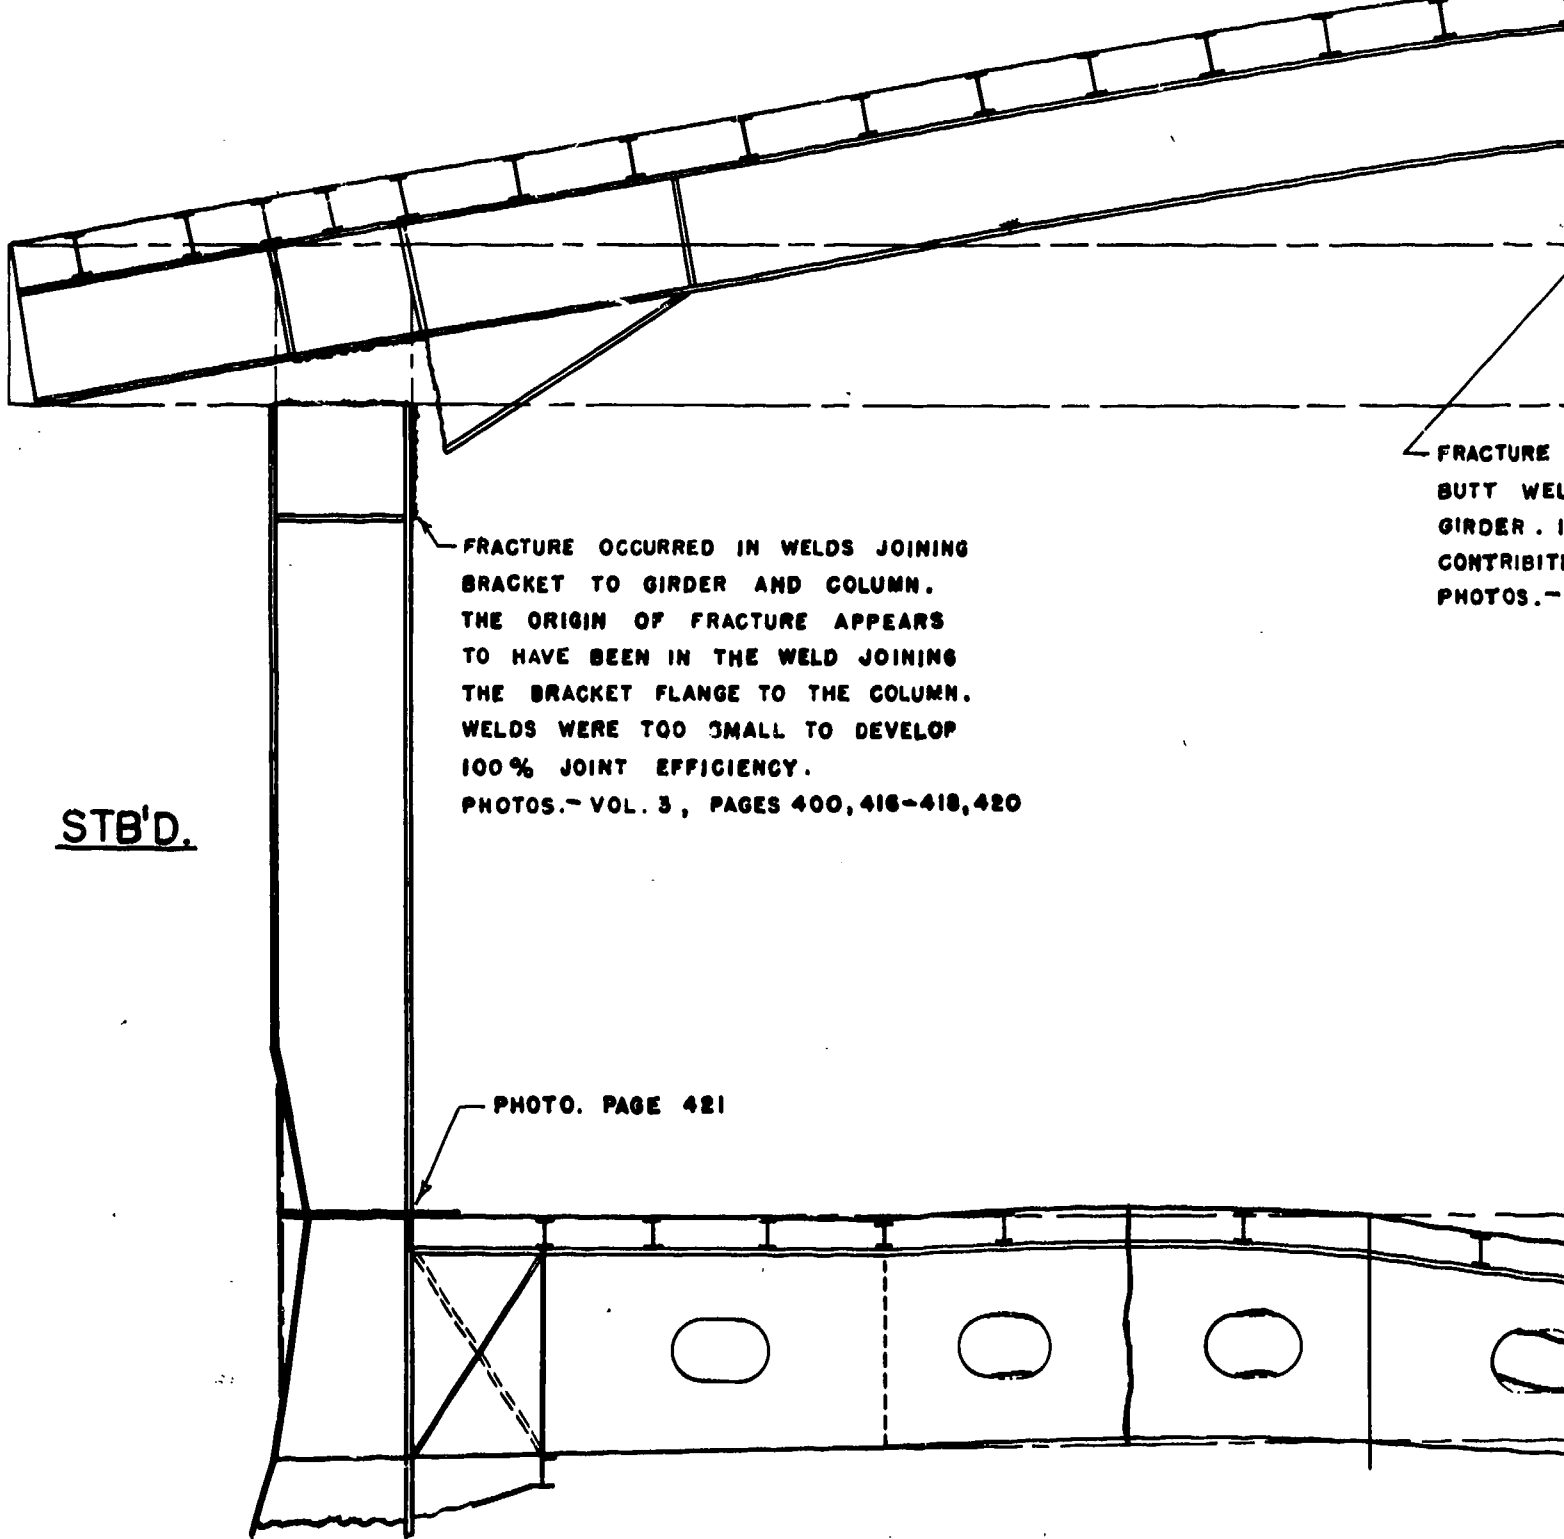 FRACTURE
BUTT WEL
GIRDER. I
CONTRIBITI
PHOTOS.-
FRACTURE OCCURRED IN WELDS JOINING
BRACKET TO GIRDER AND COLUMN.
THE ORIGIN OF FRACTURE APPEARS
TO HAVE BEEN IN THE WELD JOINING
THE BRACKET FLANGE TO THE COLUMN.
WELDS WERE TOO SMALL TO DEVELOP
100% JOINT EFFICIENCY.
PHOTOS.- VOL. 3, PAGES 400, 416-418, 420
STB'D.
PHOTO. PAGE 421